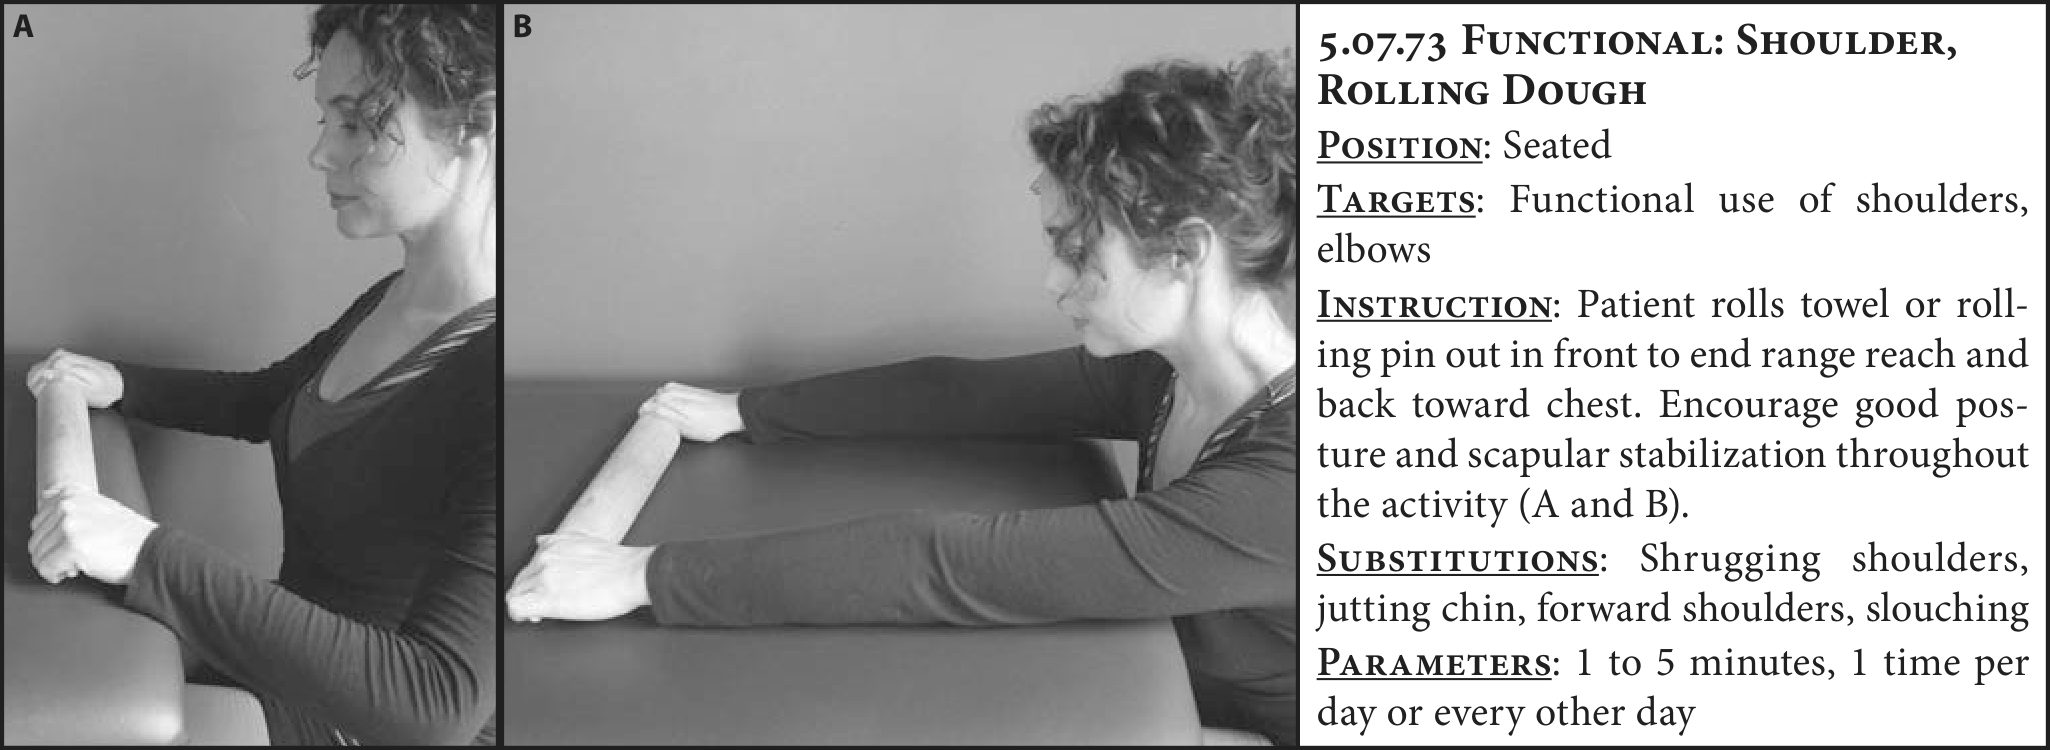 A
B
5.07.73 Functional: Shoulder,
Rolling Dough
Position: Seated
Targets: Functional use of shoulders,
elbows
Instruction: Patient rolls towel or roll-
ing pin out in front to end range reach and
back toward chest. Encourage good pos-
ture and scapular stabilization throughout
the activity (A and B).
Substitutions: Shrugging shoulders,
jutting chin, forward shoulders, slouching
Parameters: 1 to 5 minutes, 1 time per
day or every other day